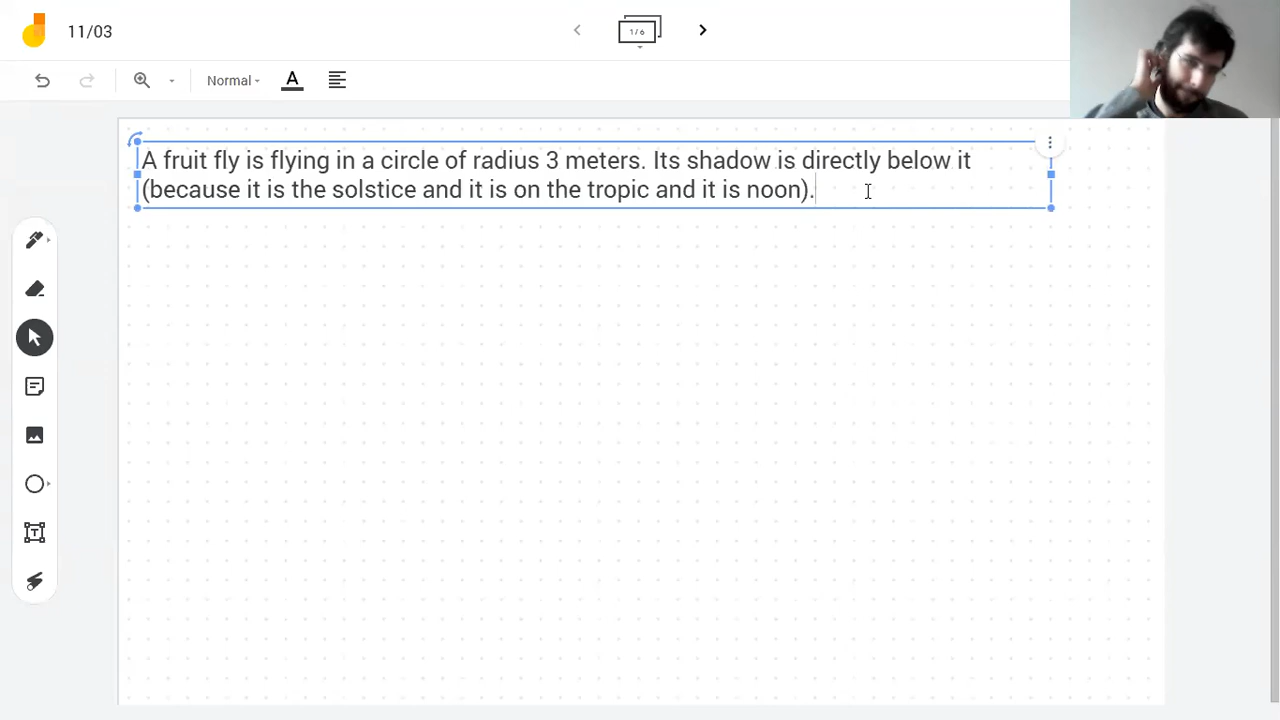 11/03
1/6
Normal
A
A fruit fly is flying in a circle of radius 3 meters. Its shadow is directly below it
(because it is the solstice and it is on the tropic and it is noon).
T